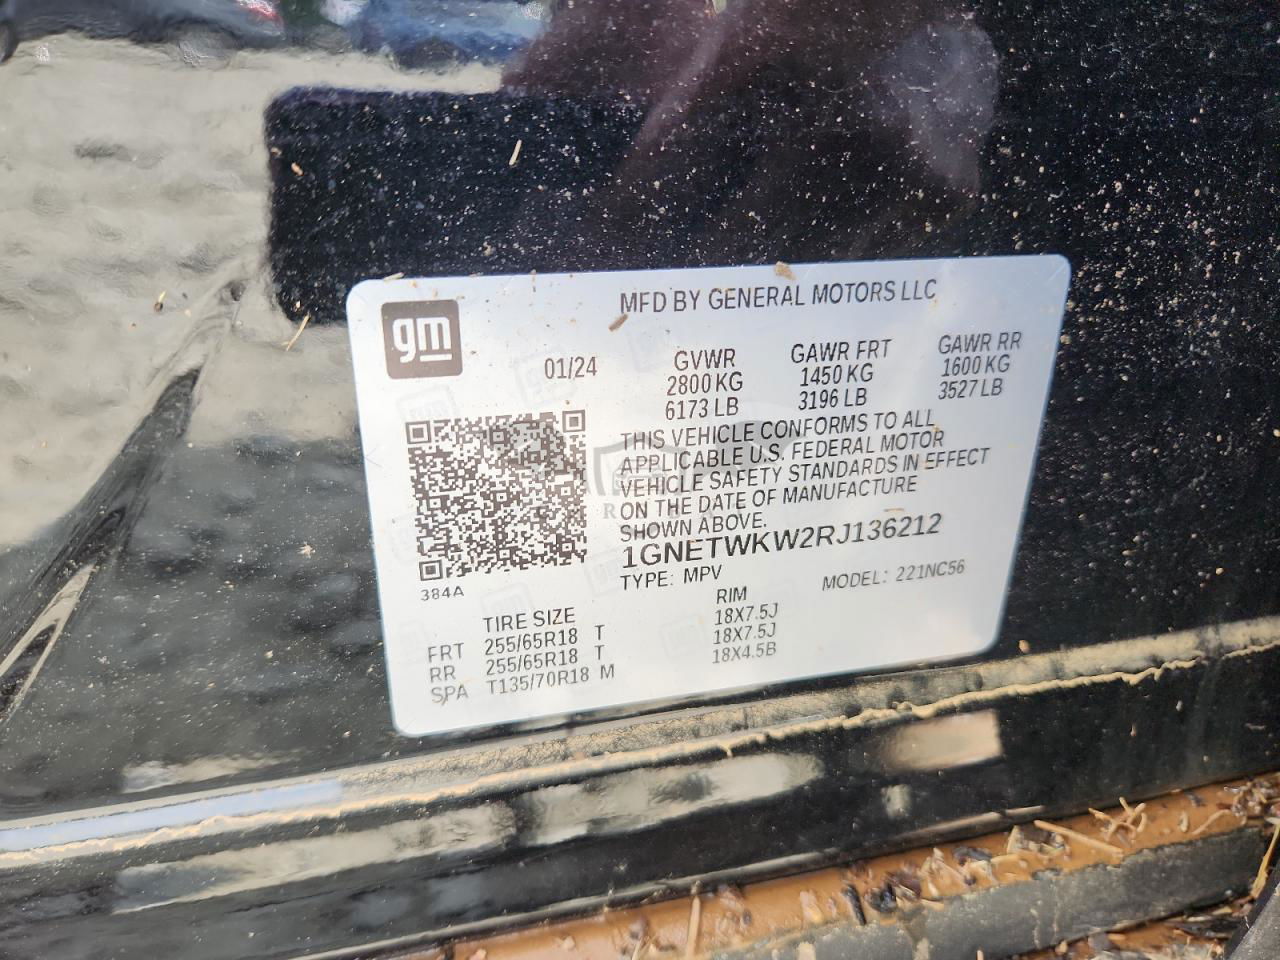 MFD BY GENERAL MOTORS LLC
gm
01/24
GVWR
2800 KG
6173 LB
GAWR FRT
1450 KG
3196 LB
GAWR RR
1600 KG
3527 LB
THIS VEHICLE CONFORMS TO ALL
APPLICABLE U.S. FEDERAL MOTOR
VEHICLE SAFETY STANDARDS IN EFFECT
ON THE DATE OF MANUFACTURE
SHOWN ABOVE.
1GNETWKW2RJ136212
TYPE: MPV
MODEL: 221NC56
384A
TIRE SIZE RIM
FRT 255/65R18 T 18X7.5J
RR 255/65R18 T 18X7.5J
SPA T135/70R18 M 18X4.5B